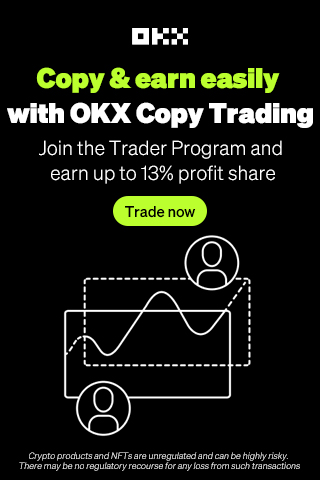 OKX
Copy & earn easily
with OKX Copy Trading
Join the Trader Program and
earn up to 13% profit share
Trade now
Crypto products and NFTs are unregulated and can be highly risky.
There may be no regulatory recourse for any loss from such transactions